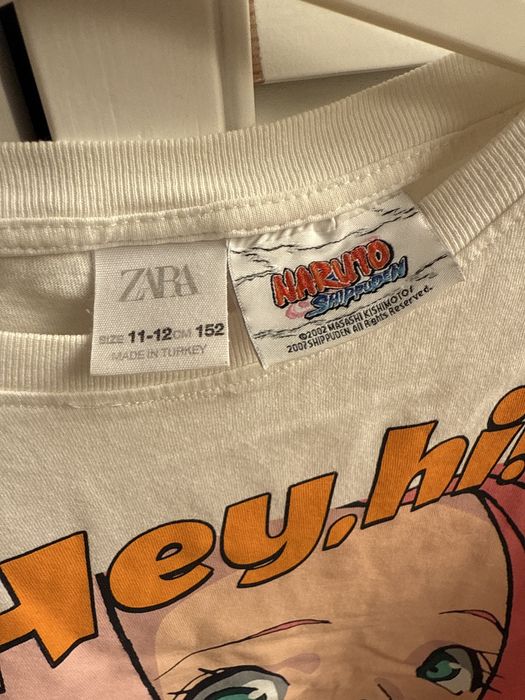 ZARA
SIZE 11-12 CM 152
MADE IN TURKEY
NARUTO
SHIPPUDEN
©2002 MASASHI KISHIMOTO/
2007 SHIPPUDEN All Rights Reserved.
Hey.hi.